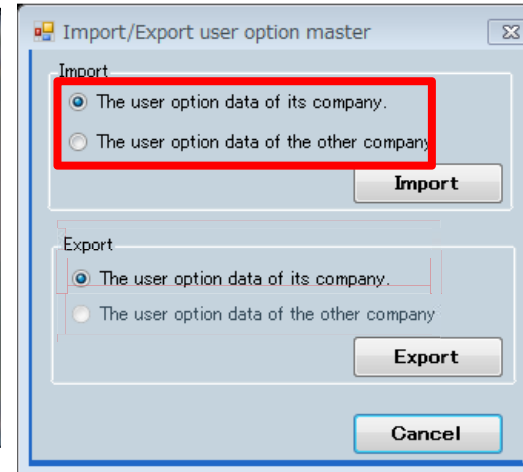 Import/Export user option master
Import
The user option data of its company.
The user option data of the other company
Import
Export
The user option data of its company.
The user option data of the other company
Export
Cancel